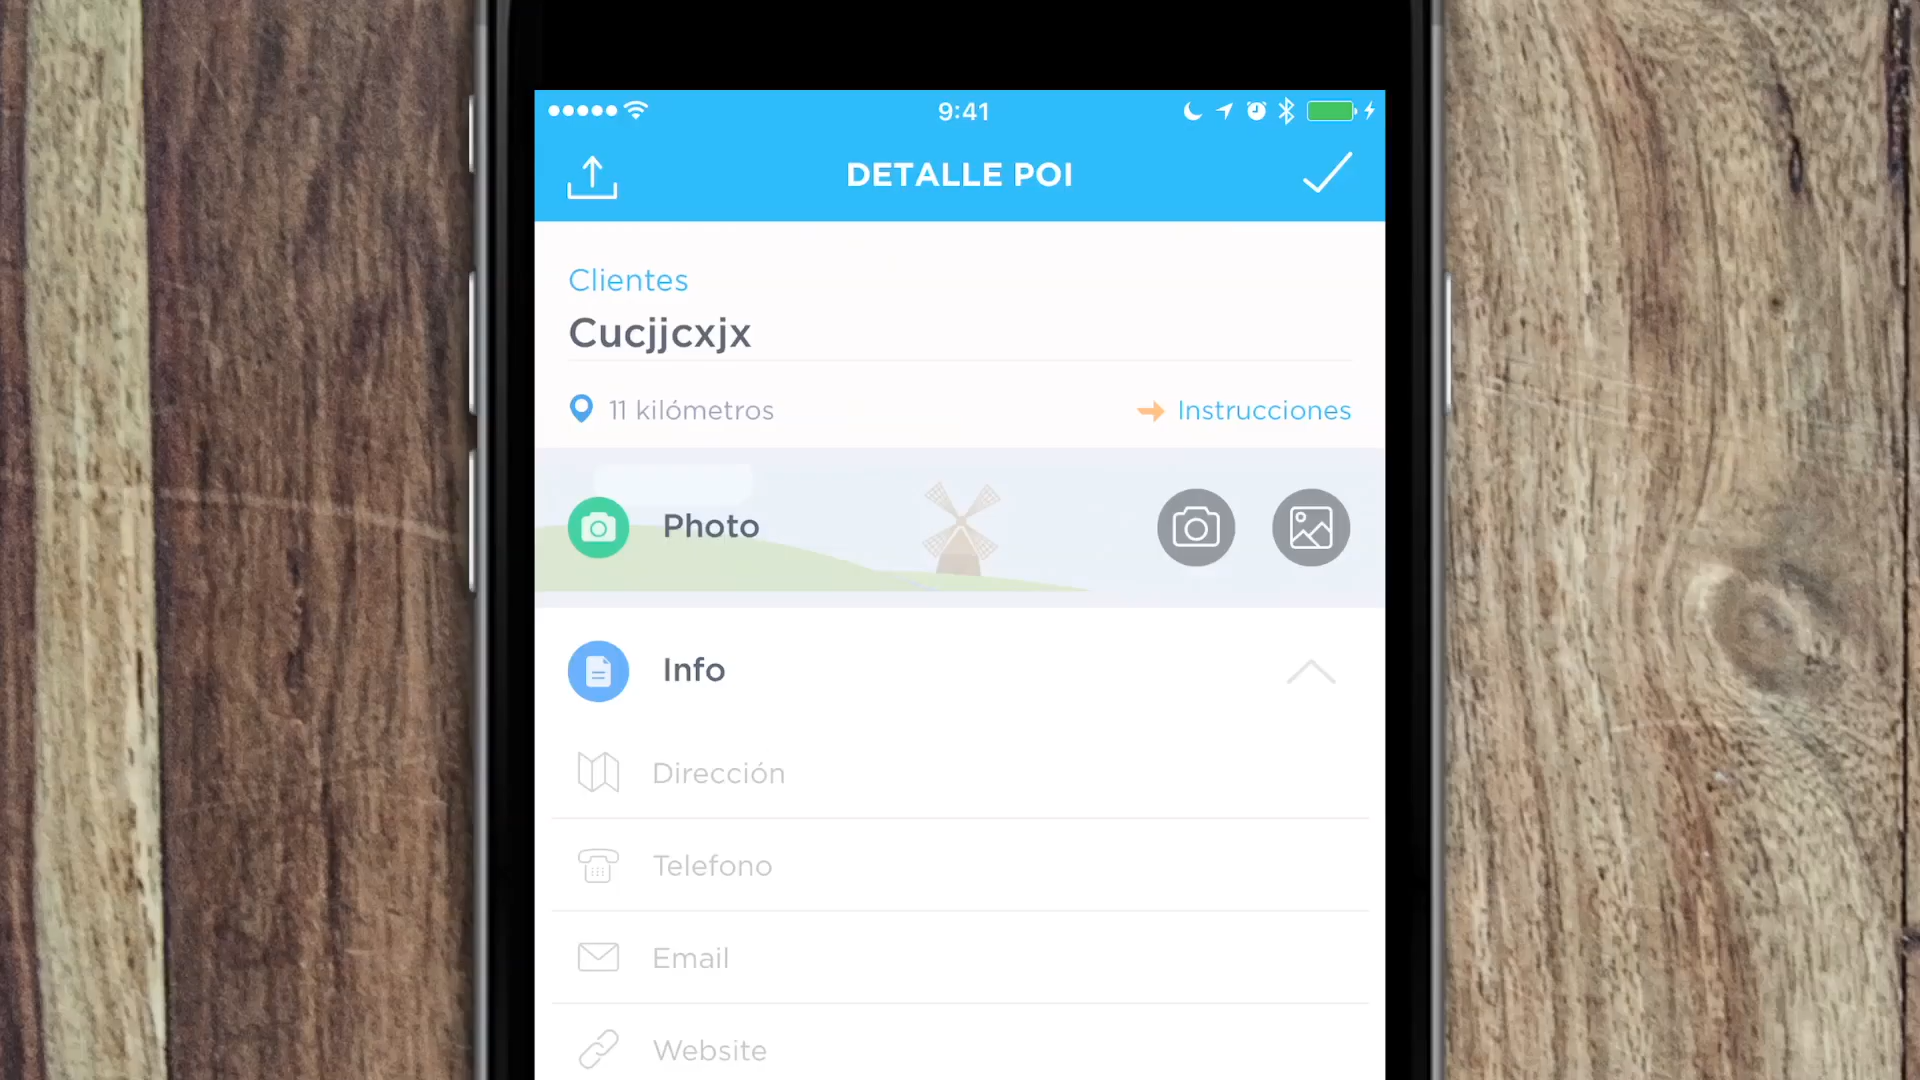 9:41
DETALLE POI
Clientes
Cucjjcxjx
11 kilómetros
Instrucciones
Photo
Info
Dirección
Telefono
Email
Website